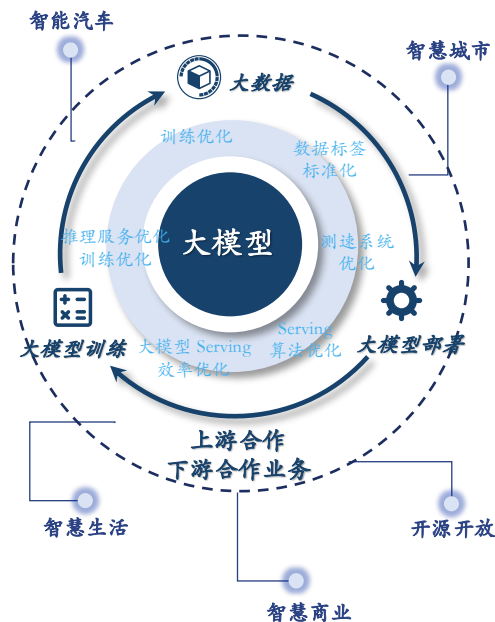 智能汽车
智慧城市
大数据
训练优化
数据标签
标准化
推理服务优化
训练优化
大模型
测速系统
优化
大模型训练
大模型 Serving
效率优化
Serving
算法优化
大模型部署
上游合作
下游合作业务
智慧生活
开源开放
智慧商业